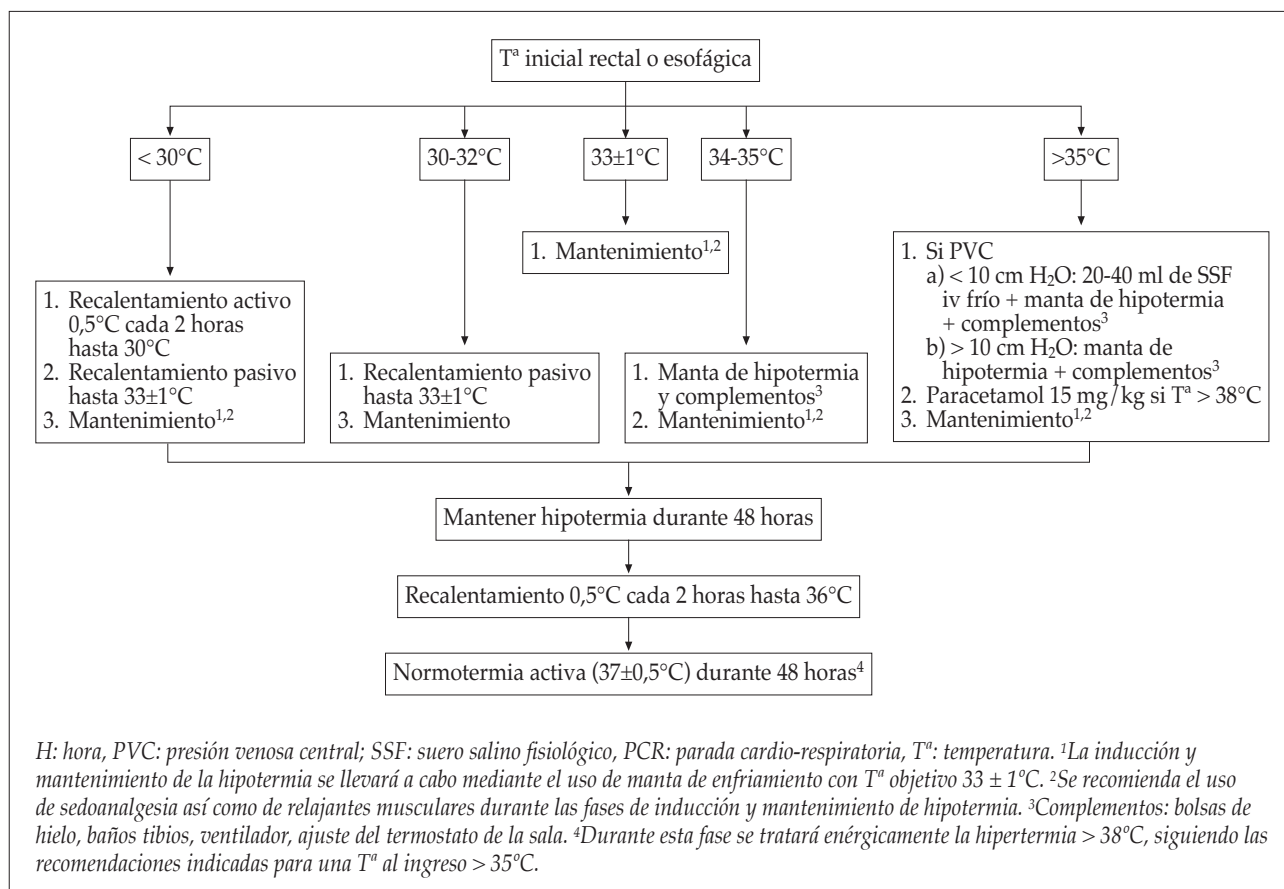 Tª inicial rectal o esofágica
< 30°C
30-32°C
33±1°C
34-35°C
>35°C
1. Mantenimiento1,2
1. Recalentamiento activo
0,5°C cada 2 horas
hasta 30°C
2. Recalentamiento pasivo
hasta 33±1°C
3. Mantenimiento1,2
1. Recalentamiento pasivo
hasta 33±1°C
3. Mantenimiento
1. Manta de hipotermia
y complementos3
2. Mantenimiento1,2
1. Si PVC
a) < 10 cm H2O: 20-40 ml de SSF
iv frío + manta de hipotermia
+ complementos3
b) > 10 cm H2O: manta de
hipotermia + complementos3
2. Paracetamol 15 mg/kg si Tª > 38°C
3. Mantenimiento1,2
Mantener hipotermia durante 48 horas
Recalentamiento 0,5°C cada 2 horas hasta 36°C
Normotermia activa (37±0,5°C) durante 48 horas4
H: hora, PVC: presión venosa central; SSF: suero salino fisiológico, PCR: parada cardio-respiratoria, Tª: temperatura. 1La inducción y
mantenimiento de la hipotermia se llevará a cabo mediante el uso de manta de enfriamiento con Tª objetivo 33 ± 1ºC. 2Se recomienda el uso
de sedoanalgesia así como de relajantes musculares durante las fases de inducción y mantenimiento de hipotermia. 3Complementos: bolsas de
hielo, baños tibios, ventilador, ajuste del termostato de la sala. 4Durante esta fase se tratará enérgicamente la hipertermia > 38ºC, siguiendo las
recomendaciones indicadas para una Tª al ingreso > 35ºC.